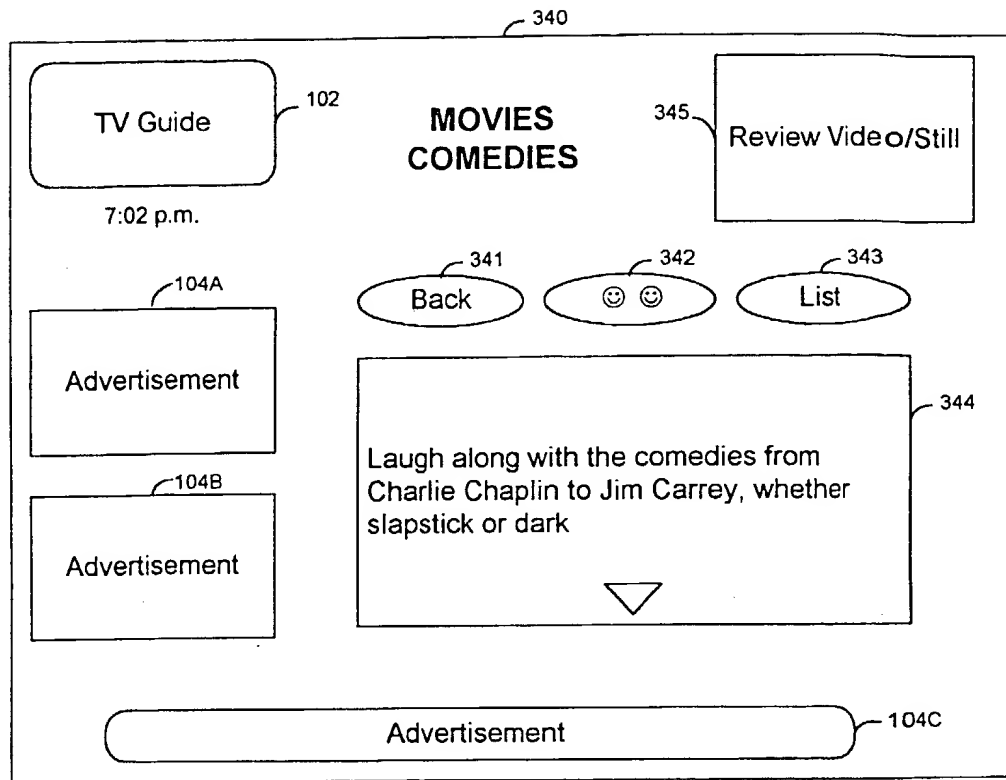 340
TV Guide
102
MOVIES
COMEDIES
345
Review Video/Still
7:02 p.m.
341
342
343
Back
☺ ☺
List
104A
Advertisement
344
Laugh along with the comedies from
Charlie Chaplin to Jim Carrey, whether
slapstick or dark
104B
Advertisement
Advertisement
104C